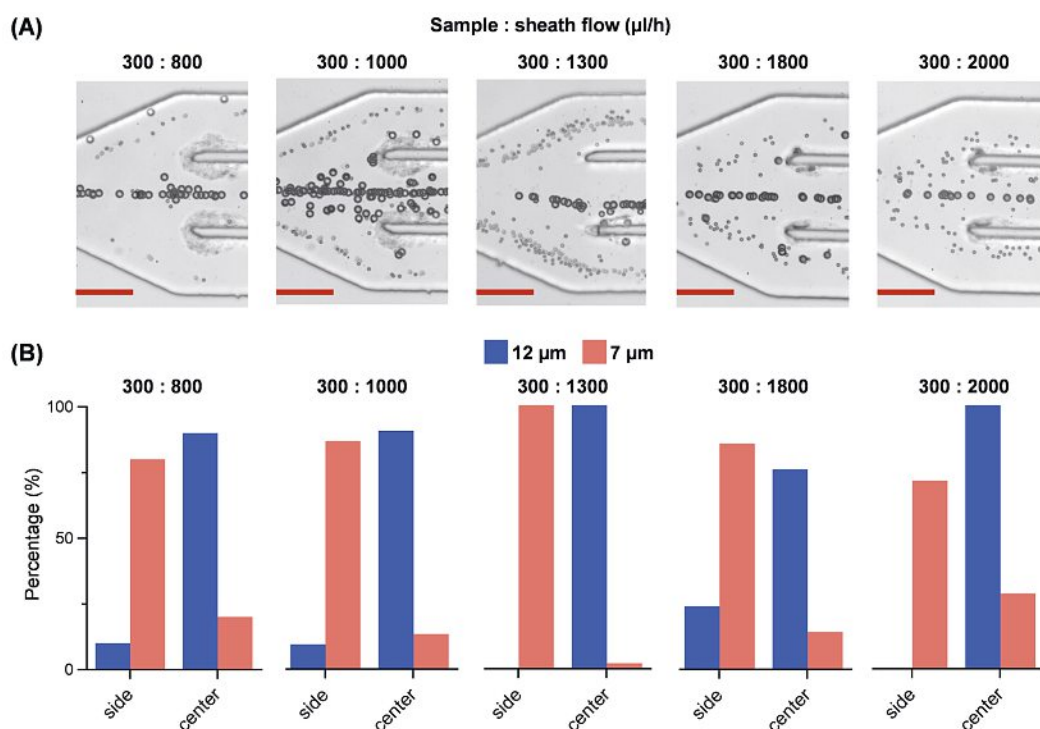 (A)
Sample : sheath flow (µl/h)
300 : 800
300 : 1000
300 : 1300
300 : 1800
300 : 2000
(B)
12 µm
7 µm
300 : 800
300 : 1000
300 : 1300
300 : 1800
300 : 2000
Percentage (%)
100
50
0
side
center
side
center
side
center
side
center
side
center